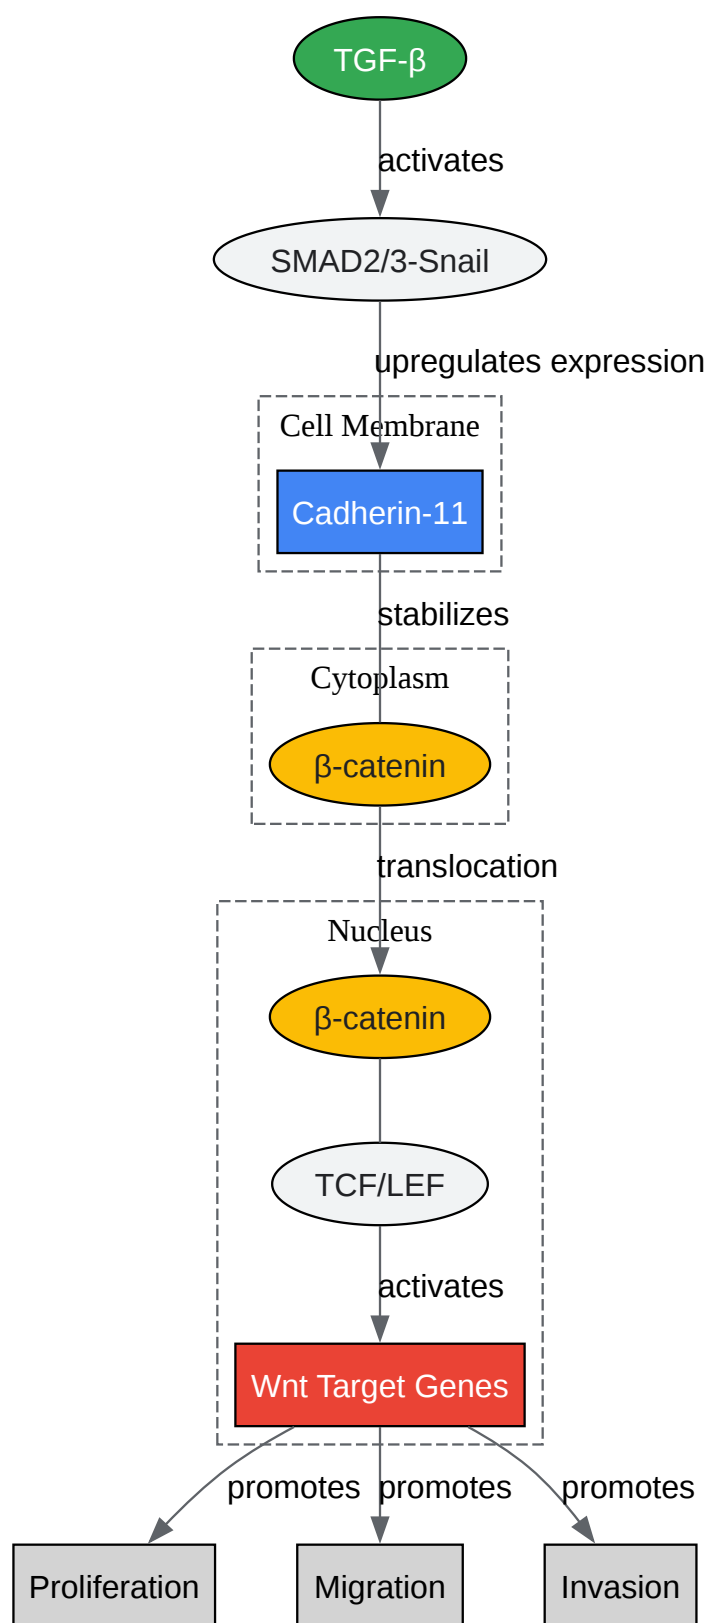 TGF-β
activates
SMAD2/3-Snail
upregulates expression
Cell Membrane
Cadherin-11
stabilizes
Cytoplasm
β-catenin
translocation
Nucleus
β-catenin
TCF/LEF
activates
Wnt Target Genes
promotes promotes promotes
Proliferation Migration Invasion